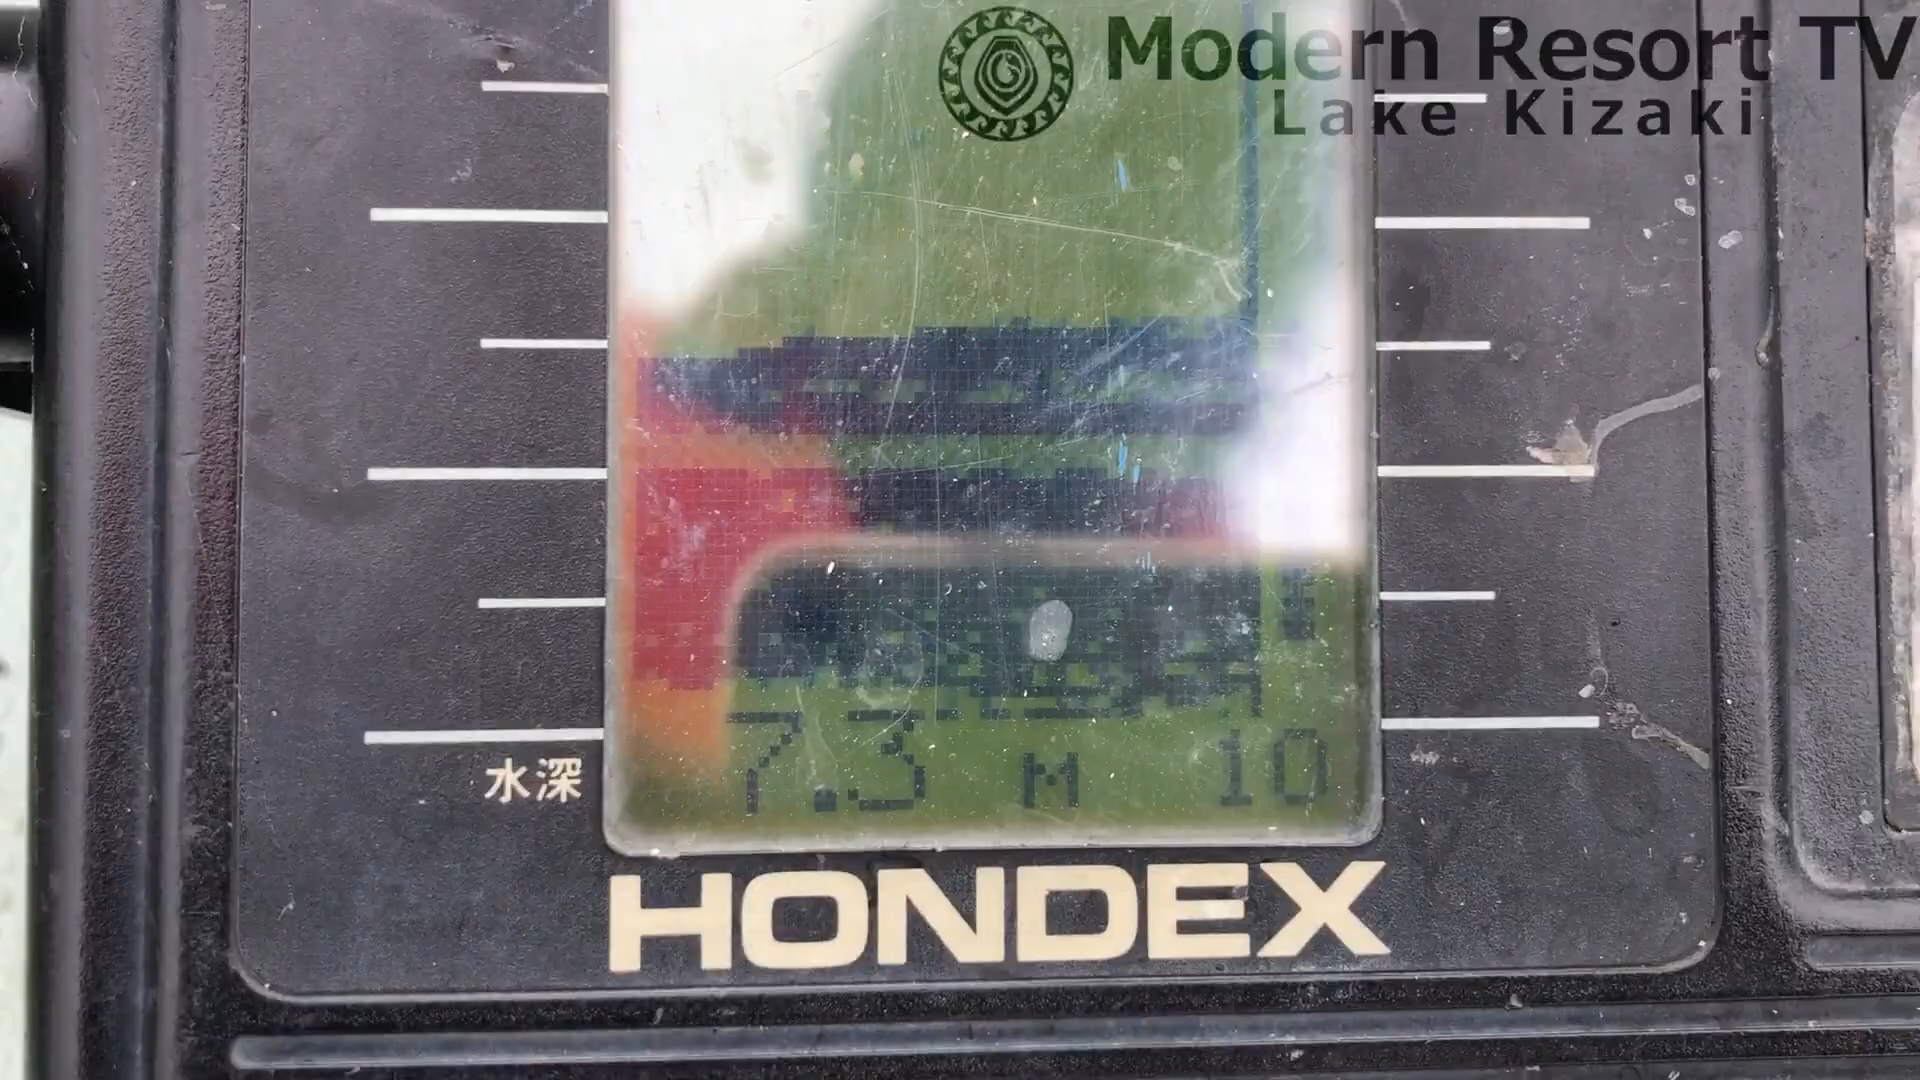 Modern Resort TV
Lake Kizaki
7.3 M 10
水深
HONDEX